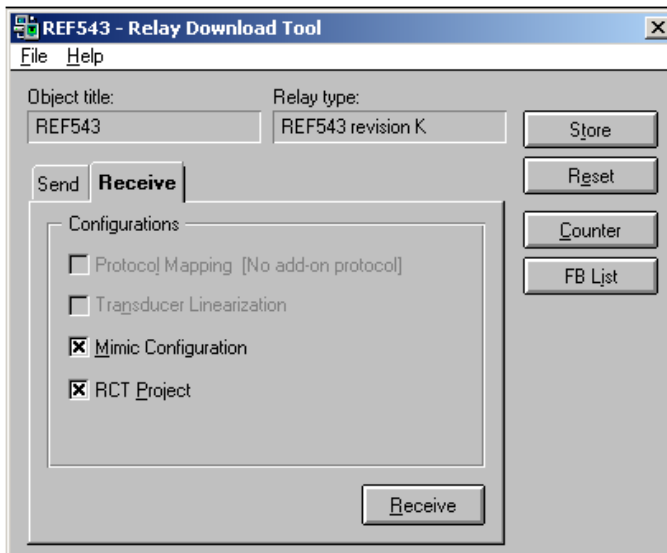 REF543 - Relay Download Tool
File Help
Object title:
Relay type:
REF543
REF543 revision K
Store
Reset
Counter
FB List
Send Receive
Configurations
Protocol Mapping [No add-on protocol]
Transducer Linearization
Mimic Configuration
RCT Project
Receive